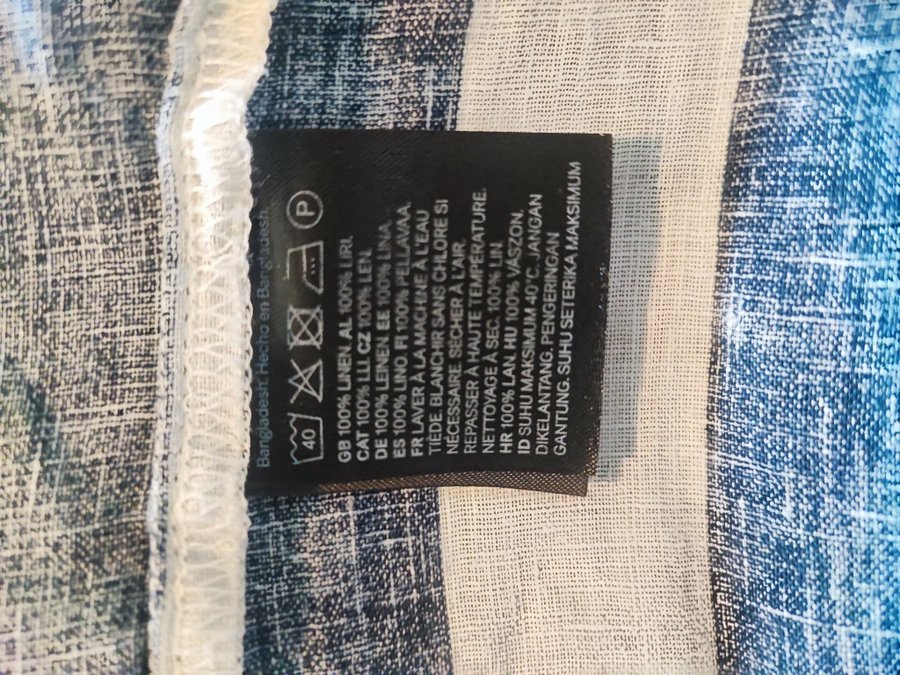 Bangladesh Hecho en Bangladesh
40 P
GB 100% LINEN. AL 100% LIRI.
CAT 100% LLI. CZ 100% LEN.
DE 100% LEINEN. EE 100% LINA.
ES 100% LINO. FI 100% PELLAVAA.
FR LAVER À LA MACHINE À L'EAU
TIÈDE. BLANCHIR SANS CHLORE SI
NÉCESSAIRE. SÉCHER À L'AIR.
REPASSER À HAUTE TEMPÉRATURE.
NETTOYAGE À SEC. 100% LIN.
HR 100% LAN. HU 100% VÁSZON.
ID SUHU MAKSIMUM 40°C. JANGAN
DIKELANTANG. PENGERINGAN
GANTUNG. SUHU SETERIKA MAKSIMUM